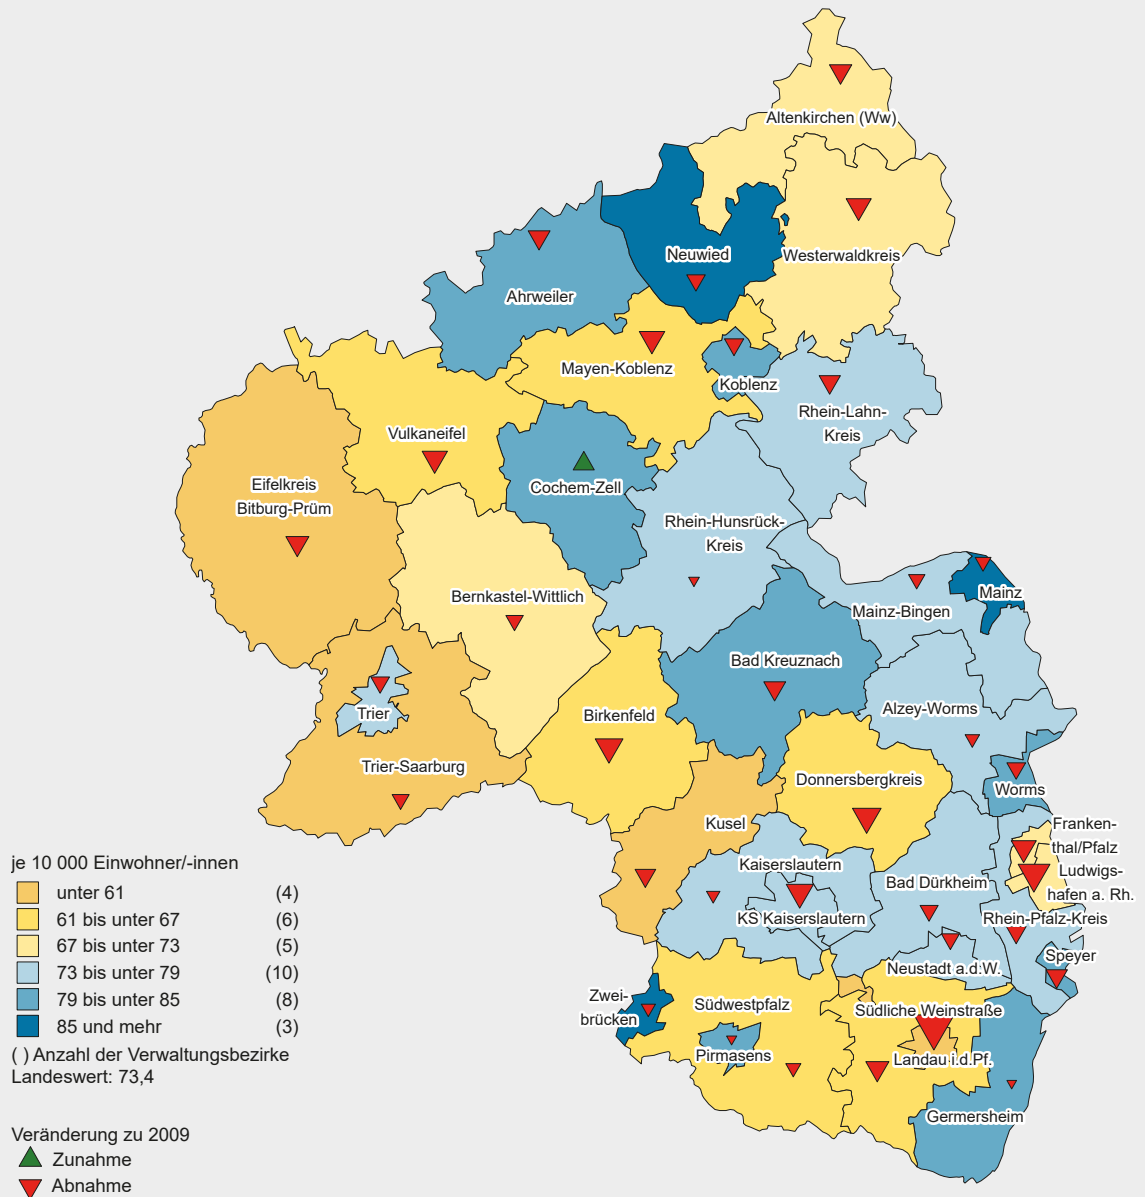 Altenkirchen (Ww)
Neuwied
Westerwaldkreis
Ahrweiler
Mayen-Koblenz
Koblenz
Rhein-Lahn-
Kreis
Vulkaneifel
Cochem-Zell
Eifelkreis
Bitburg-Prüm
Rhein-Hunsrück-
Kreis
Bernkastel-Wittlich
Mainz
Mainz-Bingen
Bad Kreuznach
Alzey-Worms
Trier
Birkenfeld
Trier-Saarburg
Donnersbergkreis
Worms
Kusel
Franken-
thal/Pfalz
Kaiserslautern
Ludwigs-
hafen a. Rh.
Bad Dürkheim
KS Kaiserslautern
Rhein-Pfalz-Kreis
Speyer
Neustadt a.d.W.
Zwei-
brücken
Südwestpfalz
Südliche Weinstraße
Pirmasens
Landau i.d.Pf.
Germersheim
je 10 000 Einwohner/-innen
unter 61 (4)
61 bis unter 67 (6)
67 bis unter 73 (5)
73 bis unter 79 (10)
79 bis unter 85 (8)
85 und mehr (3)
( ) Anzahl der Verwaltungsbezirke
Landeswert: 73,4
Veränderung zu 2009
Zunahme
Abnahme